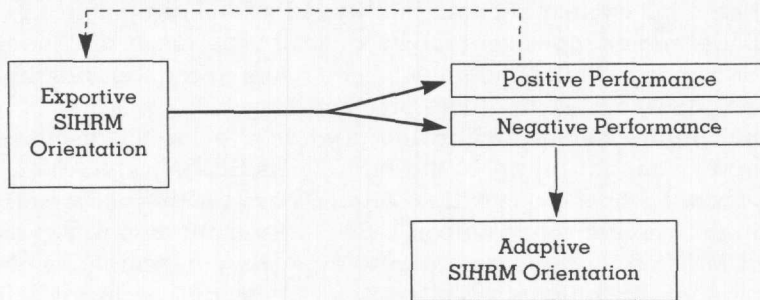 Exportive
SIHRM
Orientation
Positive Performance
Negative Performance
Adaptive
SIHRM Orientation